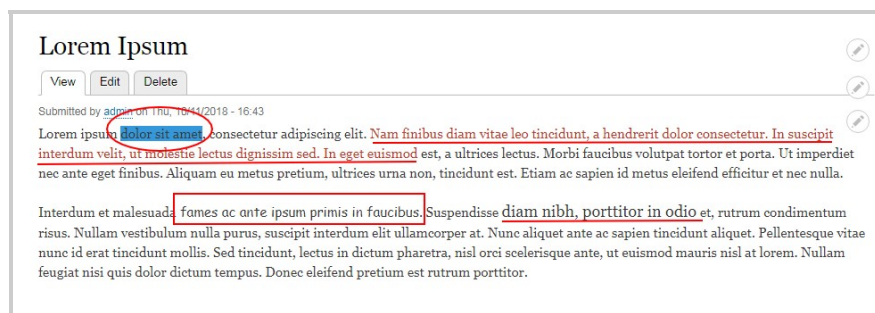 Lorem Ipsum
View Edit Delete
Submitted by admin on Thu, 10/11/2018 - 16:43
Lorem ipsum dolor sit amet, consectetur adipiscing elit. Nam finibus diam vitae leo tincidunt, a hendrerit dolor consectetur. In suscipit
interdum velit, ut molestie lectus dignissim sed. In eget euismod est, a ultrices lectus. Morbi faucibus volutpat tortor et porta. Ut imperdiet
nec ante eget finibus. Aliquam eu metus pretium, ultrices urna non, tincidunt est. Etiam ac sapien id metus eleifend efficitur et nec nulla.
Interdum et malesuada fames ac ante ipsum primis in faucibus. Suspendisse diam nibh, porttitor in odio et, rutrum condimentum
risus. Nullam vestibulum nulla purus, suscipit interdum elit ullamcorper at. Nunc aliquet ante ac sapien tincidunt aliquet. Pellentesque vitae
nunc id erat tincidunt mollis. Sed tincidunt, lectus in dictum pharetra, nisl orci scelerisque ante, ut euismod mauris nisl at lorem. Nullam
feugiat nisi quis dolor dictum tempus. Donec eleifend pretium est rutrum porttitor.